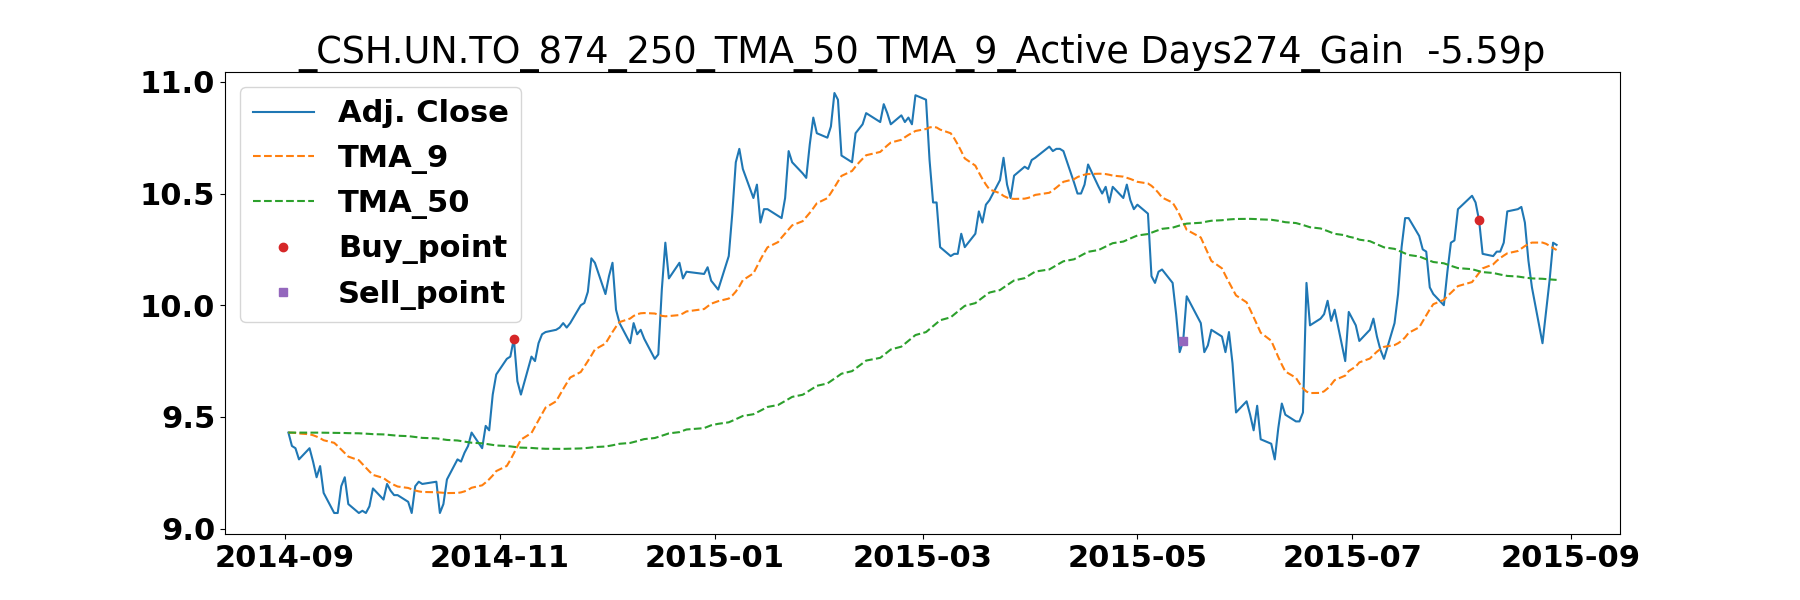 _CSH.UN.TO_874_250_TMA_50_TMA_9_Active Days274_Gain  -5.59p
11.0
10.5
10.0
9.5
9.0
Adj. Close
TMA_9
TMA_50
Buy_point
Sell_point
2014-09 2014-11 2015-01 2015-03 2015-05 2015-07 2015-09